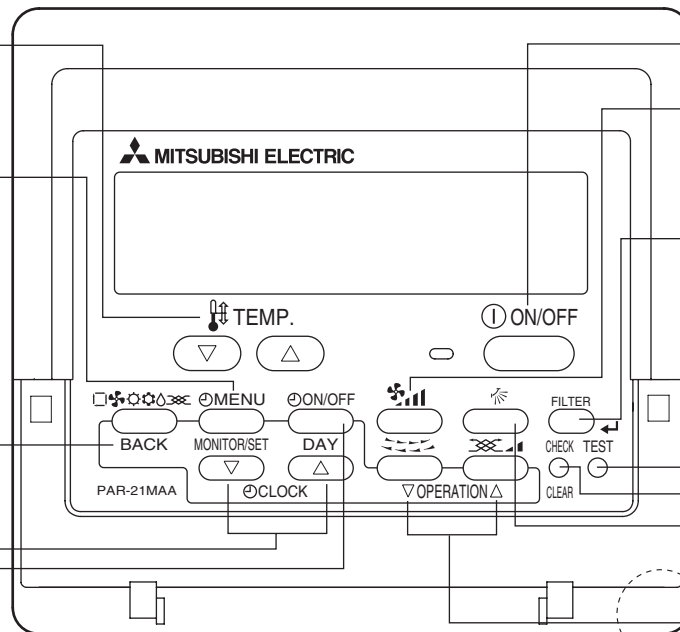 MITSUBISHI ELECTRIC
TEMP.
ON/OFF
MENU
ON/OFF
FILTER
BACK
MONITOR/SET
DAY
CHECK
TEST
PAR-21MAA
CLOCK
OPERATION
CLEAR